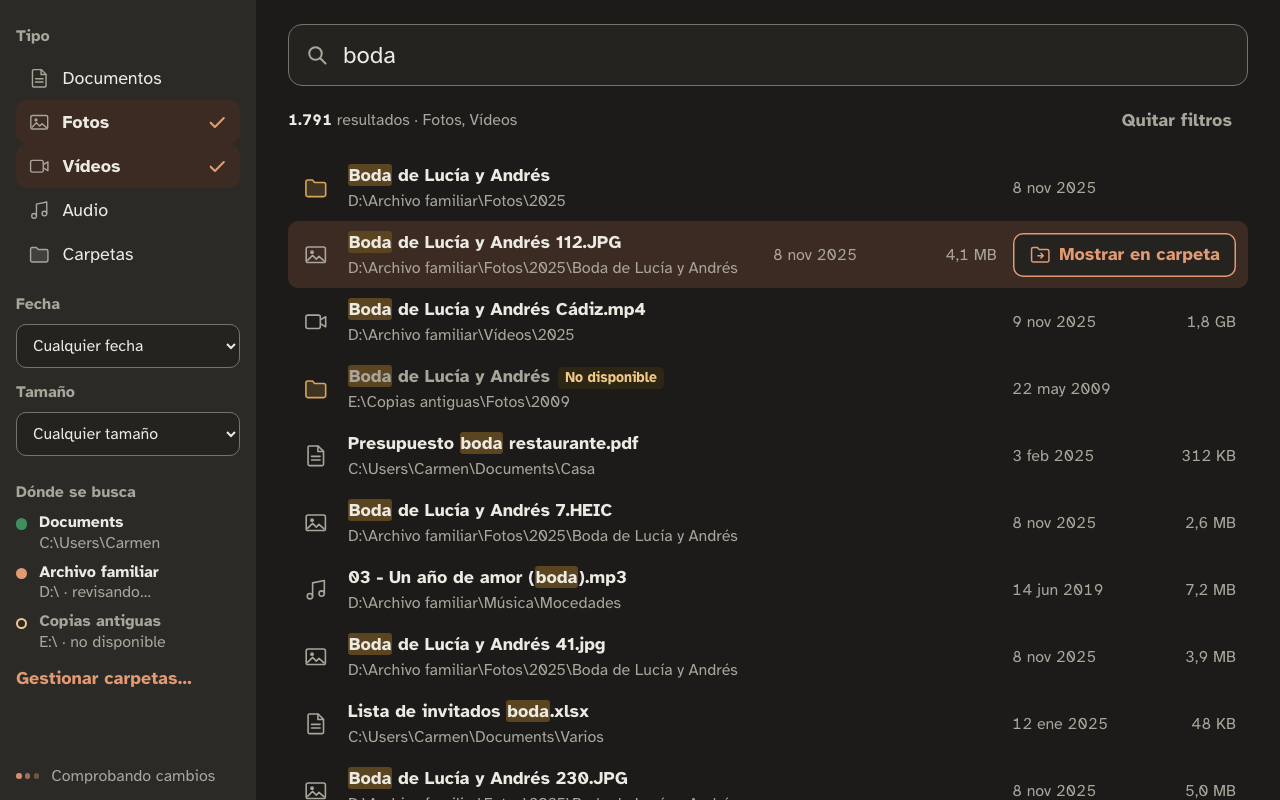 Tipo
Documentos
Fotos
Vídeos
Audio
Carpetas
Fecha
Cualquier fecha
Tamaño
Cualquier tamaño
Dónde se busca
Documents
C:\Users\Carmen
Archivo familiar
D:\ · revisando...
Copias antiguas
E:\ · no disponible
Gestionar carpetas...
Comprobando cambios
boda
1.791 resultados · Fotos, Vídeos
Quitar filtros
Boda de Lucía y Andrés
D:\Archivo familiar\Fotos\2025
8 nov 2025
Boda de Lucía y Andrés 112.JPG
D:\Archivo familiar\Fotos\2025\Boda de Lucía y Andrés
8 nov 2025
4,1 MB
Mostrar en carpeta
Boda de Lucía y Andrés Cádiz.mp4
D:\Archivo familiar\Vídeos\2025
9 nov 2025
1,8 GB
Boda de Lucía y Andrés No disponible
E:\Copias antiguas\Fotos\2009
22 may 2009
Presupuesto boda restaurante.pdf
C:\Users\Carmen\Documents\Casa
3 feb 2025
312 KB
Boda de Lucía y Andrés 7.HEIC
D:\Archivo familiar\Fotos\2025\Boda de Lucía y Andrés
8 nov 2025
2,6 MB
03 - Un año de amor (boda).mp3
D:\Archivo familiar\Música\Mocedades
14 jun 2019
7,2 MB
Boda de Lucía y Andrés 41.jpg
D:\Archivo familiar\Fotos\2025\Boda de Lucía y Andrés
8 nov 2025
3,9 MB
Lista de invitados boda.xlsx
C:\Users\Carmen\Documents\Varios
12 ene 2025
48 KB
Boda de Lucía y Andrés 230.JPG
8 nov 2025
5,0 MB